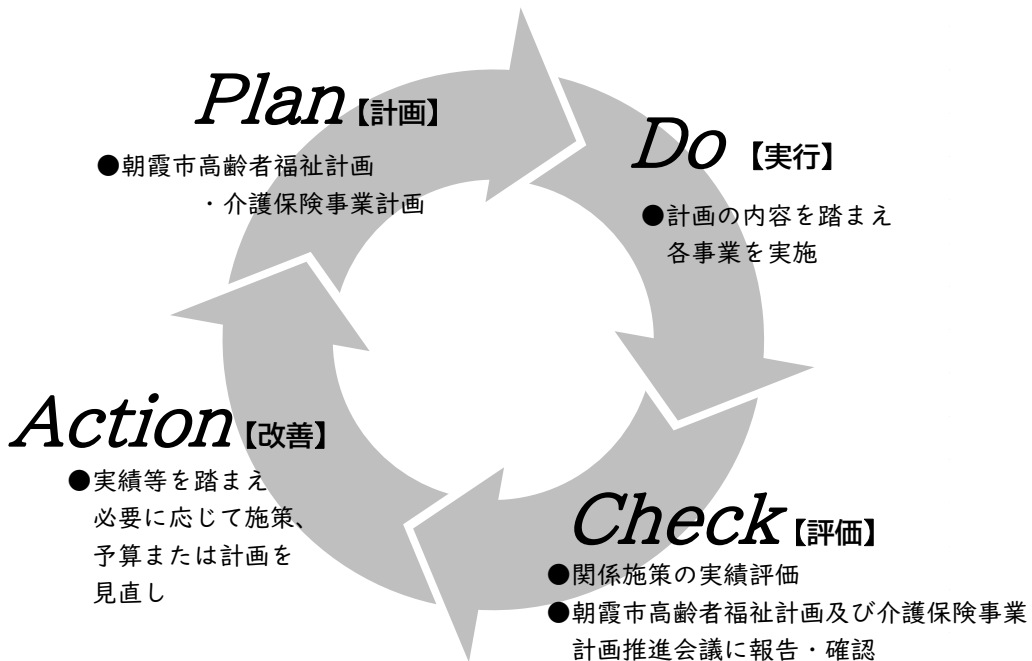 Plan【計画】
●朝霞市高齢者福祉計画
・介護保険事業計画
Do【実行】
●計画の内容を踏まえ
各事業を実施
Check【評価】
●関係施策の実績評価
●朝霞市高齢者福祉計画及び介護保険事業
計画推進会議に報告・確認
Action【改善】
●実績等を踏まえ
必要に応じて施策、
予算または計画を
見直し